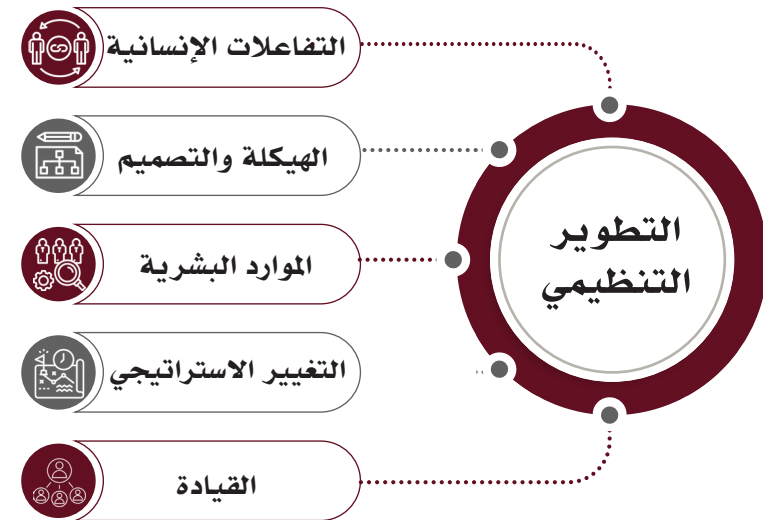 التطوير
التنظيمي
التفاعلات الإنسانية
الهيكلة والتصميم
الموارد البشرية
التغيير الاستراتيجي
القيادة